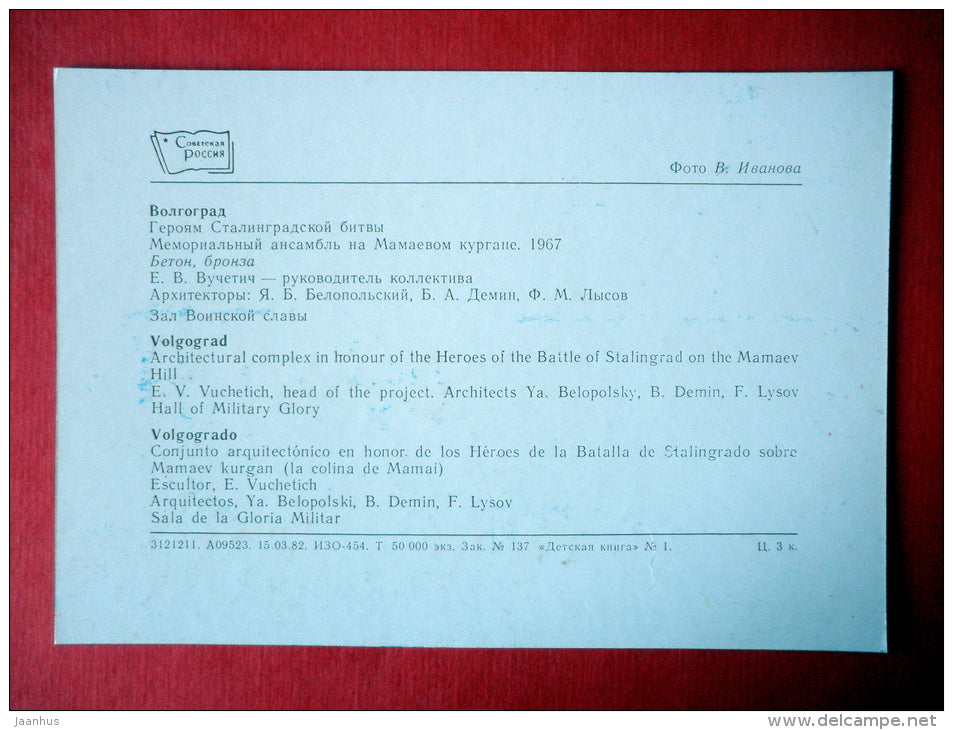 Советская
Россия
Фото В. Иванова
Волгоград
Героям Сталинградской битвы
Мемориальный ансамбль на Мамаевом кургане. 1967
Бетон, бронза
Е. В. Вучетич — руководитель коллектива
Архитекторы: Я. Б. Белопольский, Б. А. Демин, Ф. М. Лысов
Зал Воинской славы
Volgograd
Architectural complex in honour of the Heroes of the Battle of Stalingrad on the Mamaev
Hill
E. V. Vuchetich, head of the project. Architects Ya. Belopolsky, B. Demin, F. Lysov
Hall of Military Glory
Volgogrado
Conjunto arquitectónico en honor de los Héroes de la Batalla de Stalingrado sobre
Mamaev kurgan (la colina de Mamai)
Escultor, E. Vuchetich
Arquitectos, Ya. Belopolski, B. Demin, F. Lysov
Sala de la Gloria Militar
3121211. А09523. 15.03.82. ИЗО-454. Т 50 000 экз. Зак. № 137 «Детская книга» № 1. Ц. 3 к.
jaanhus
delcampe.net